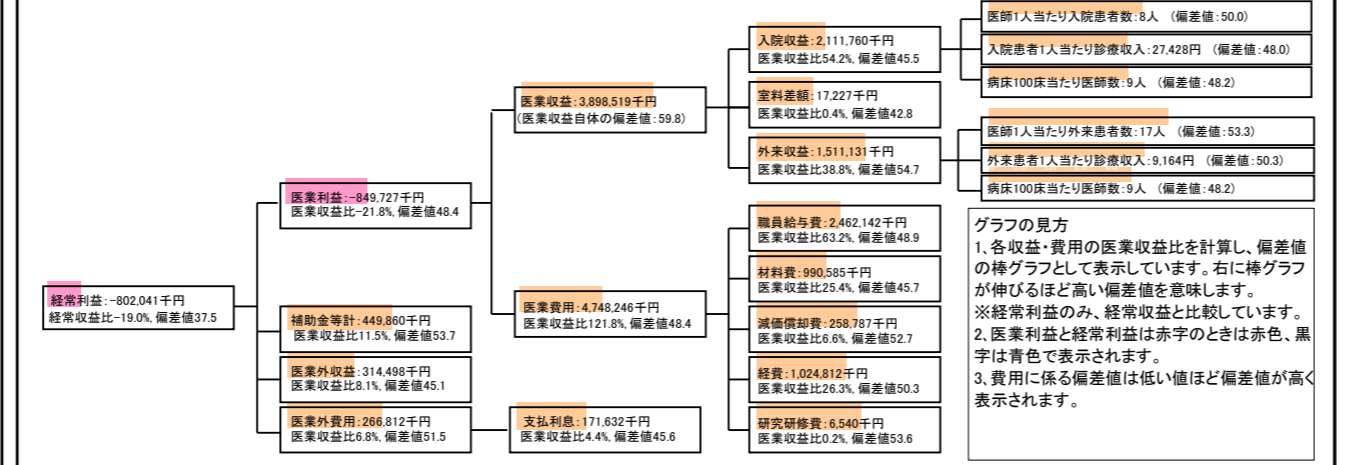 経常利益:-802,041千円
経常収益比-19.0%, 偏差値37.5
医業利益:-849,727千円
医業収益比-21.8%, 偏差値48.4
補助金等計:449,860千円
医業収益比11.5%, 偏差値53.7
医業外収益:314,498千円
医業収益比8.1%, 偏差値45.1
医業外費用:266,812千円
医業収益比6.8%, 偏差値51.5
医業収益:3,898,519千円
(医業収益自体の偏差値:59.8)
医業費用:4,748,246千円
医業収益比121.8%, 偏差値48.4
支払利息:171,632千円
医業収益比4.4%, 偏差値45.6
入院収益:2,111,760千円
医業収益比54.2%, 偏差値45.5
室料差額:17,227千円
医業収益比0.4%, 偏差値42.8
外来収益:1,511,131千円
医業収益比38.8%, 偏差値54.7
職員給与費:2,462,142千円
医業収益比63.2%, 偏差値48.9
材料費:990,585千円
医業収益比25.4%, 偏差値45.7
減価償却費:258,787千円
医業収益比6.6%, 偏差値52.7
経費:1,024,812千円
医業収益比26.3%, 偏差値50.3
研究研修費:6,540千円
医業収益比0.2%, 偏差値53.6
医師1人当たり入院患者数:8人 (偏差値:50.0)
入院患者1人当たり診療収入:27,428円 (偏差値:48.0)
病床100床当たり医師数:9人 (偏差値:48.2)
医師1人当たり外来患者数:17人 (偏差値:53.3)
外来患者1人当たり診療収入:9,164円 (偏差値:50.3)
病床100床当たり医師数:9人 (偏差値:48.2)
グラフの見方
1、各収益・費用の医業収益比を計算し、偏差値
の棒グラフとして表示しています。右に棒グラフ
が伸びるほど高い偏差値を意味します。
※経常利益のみ、経常収益と比較しています。
2、医業利益と経常利益は赤字のときは赤色、黒
字は青色で表示されます。
3、費用に係る偏差値は低い値ほど偏差値が高く
表示されます。